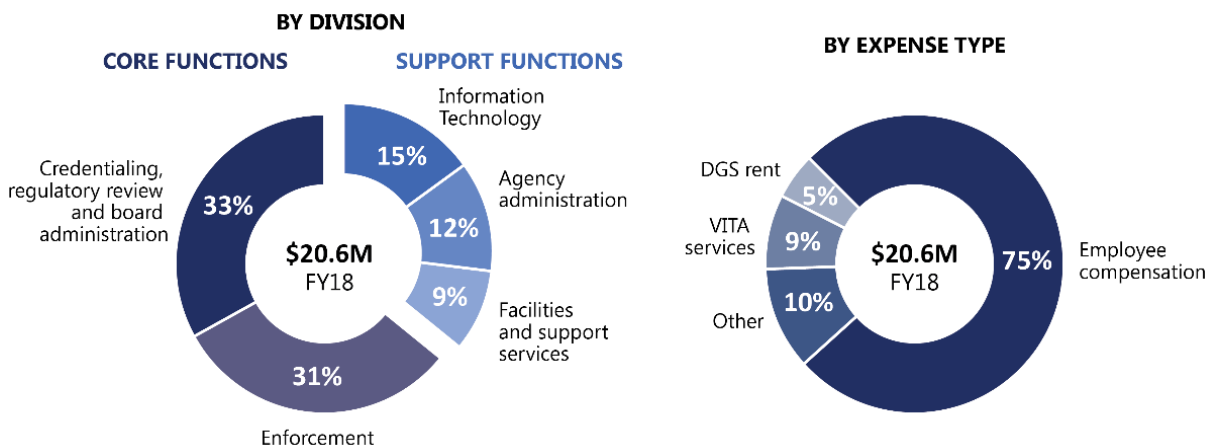 BY DIVISION
CORE FUNCTIONS
SUPPORT FUNCTIONS
Information
Technology
15%
Credentialing,
regulatory review
and board
administration
33%
Agency
administration
12%
$20.6M
FY18
9%
Facilities
and support
services
31%
Enforcement
BY EXPENSE TYPE
DGS rent
5%
VITA
services
9%
$20.6M
FY18
75%
Employee
compensation
Other
10%